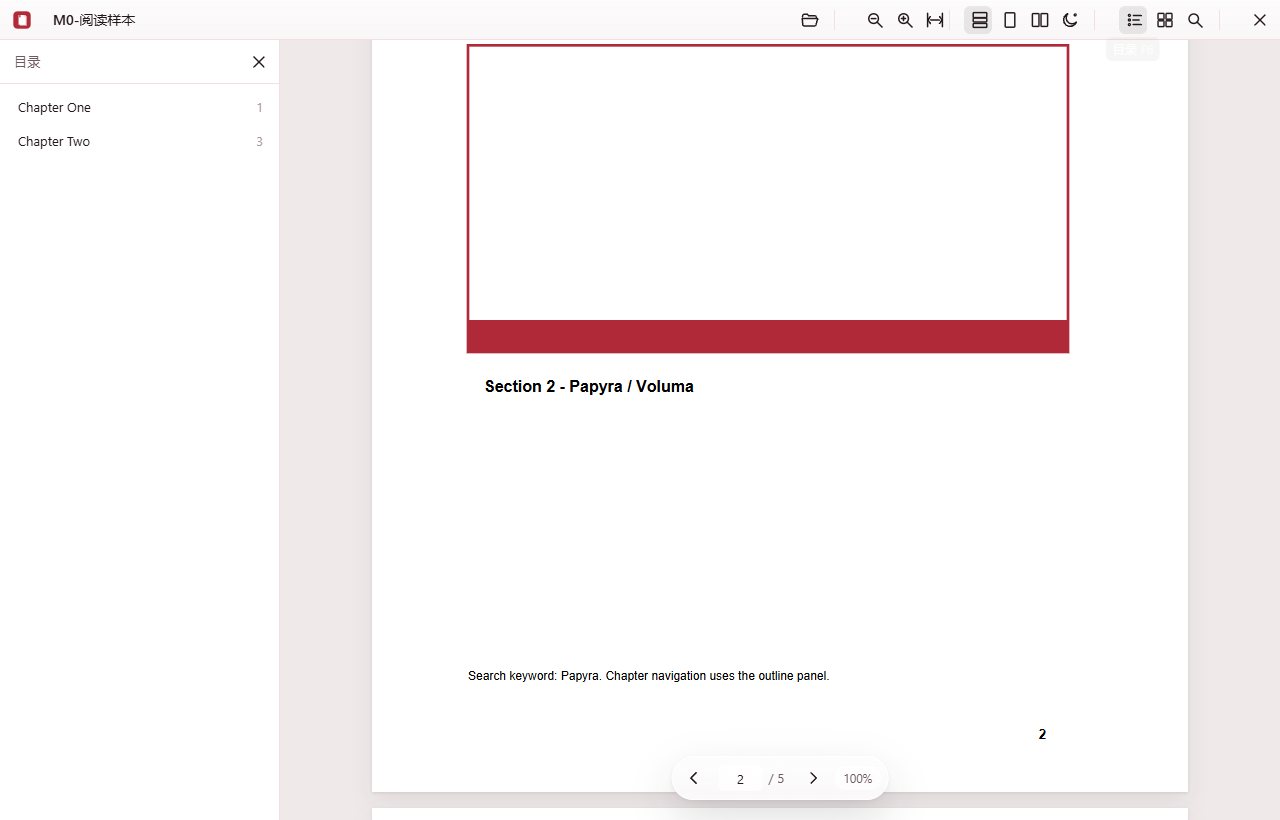 M0-阅读样本
目录
Chapter One 1
Chapter Two 3
Section 2 - Papyra / Voluma
Search keyword: Papyra. Chapter navigation uses the outline panel.
2
2 / 5 100%